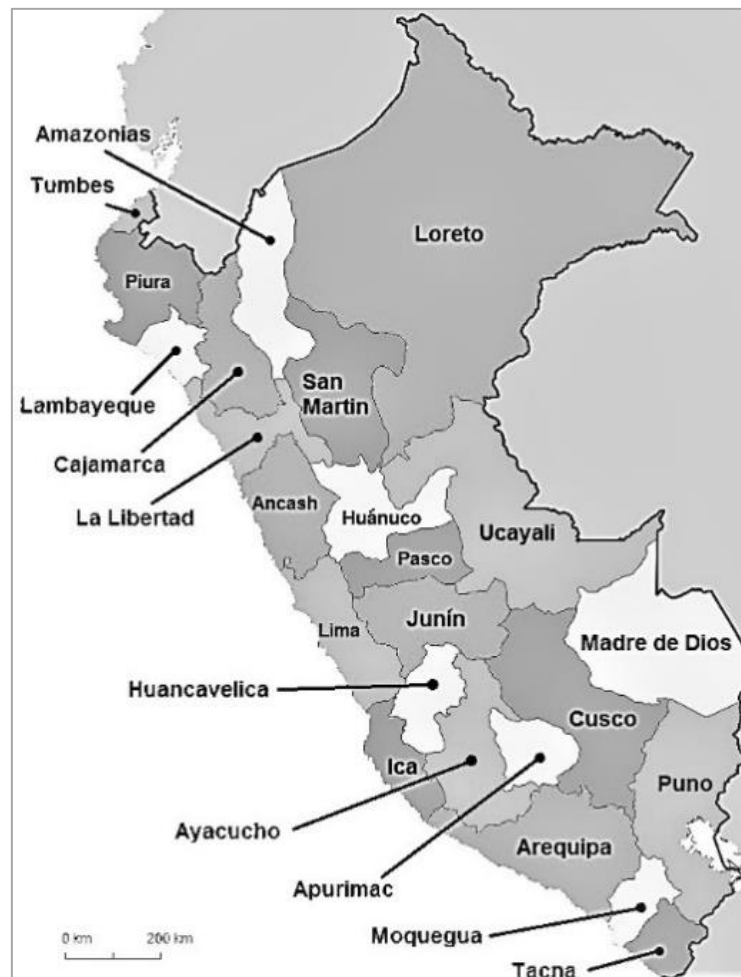 Amazonias
Tumbes
Loreto
Piura
San
Martin
Lambayeque
Cajamarca
La Libertad
Ancash
Huánuco
Ucayali
Pasco
Junín
Lima
Madre de Dios
Huancavelica
Cusco
Ica
Puno
Ayacucho
Arequipa
Apurimac
Moquegua
0 km 200 km
Tacna